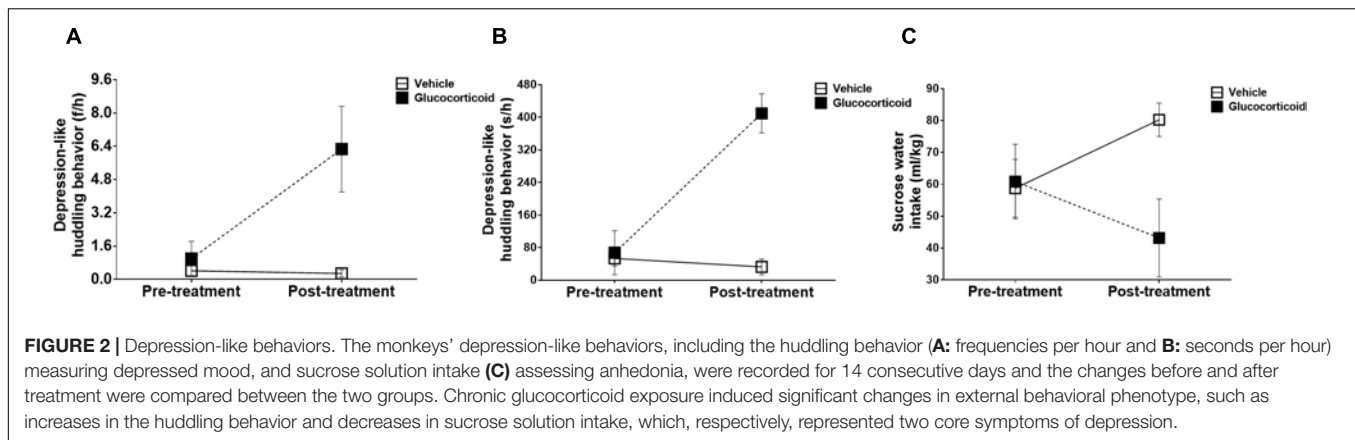 A
Depression-like
huddling behavior (f/h)
9.6
8.0
6.4
4.8
3.2
1.6
0.0
Vehicle
Glucocorticoid
Pre-treatment Post-treatment
B
Depression-like
huddling behavior (s/h)
480
400
320
240
160
80
0
Vehicle
Glucocorticoid
Pre-treatment Post-treatment
C
Sucrose water
intake (ml/kg)
90
80
70
60
50
40
30
Vehicle
Glucocorticoid
Pre-treatment Post-treatment
FIGURE 2 | Depression-like behaviors. The monkeys' depression-like behaviors, including the huddling behavior (A: frequencies per hour and B: seconds per hour)
measuring depressed mood, and sucrose solution intake (C) assessing anhedonia, were recorded for 14 consecutive days and the changes before and after
treatment were compared between the two groups. Chronic glucocorticoid exposure induced significant changes in external behavioral phenotype, such as
increases in the huddling behavior and decreases in sucrose solution intake, which, respectively, represented two core symptoms of depression.